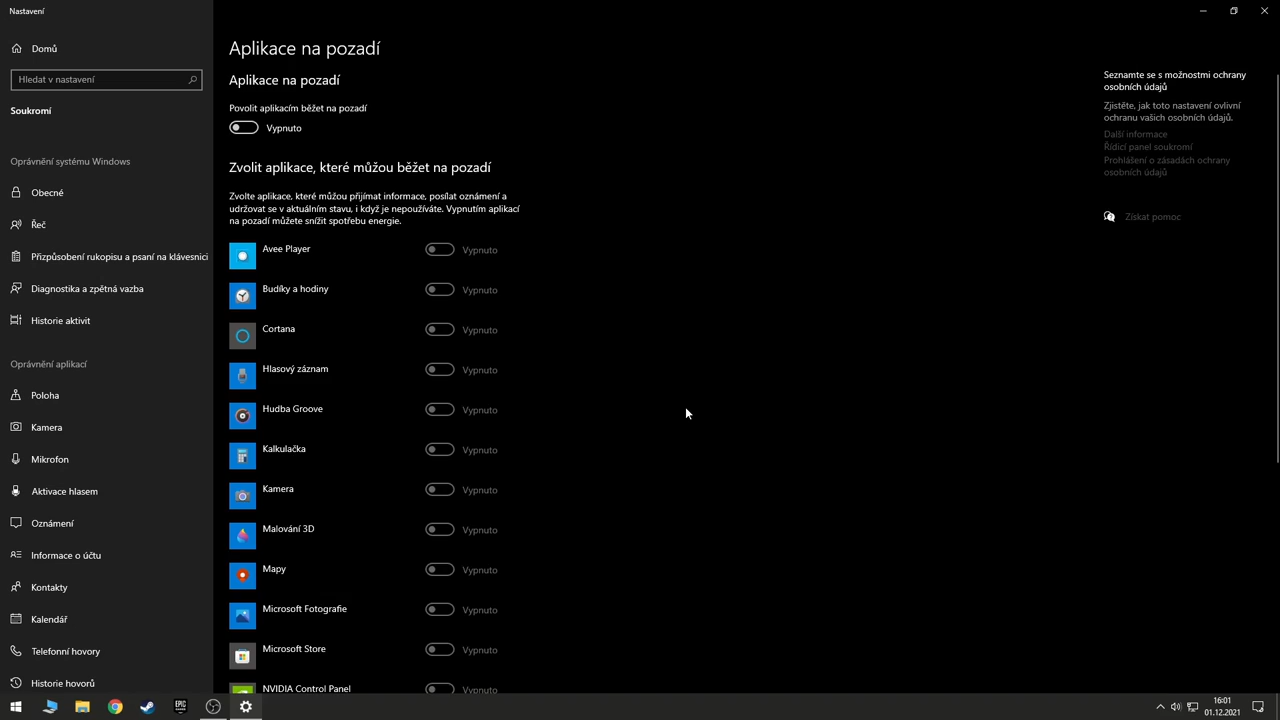 Nastavení
Domů
Hledat v nastavení
Soukromí
Oprávnění systému Windows
Obecné
Řeč
Přizpůsobení rukopisu a psaní na klávesnici
Diagnostika a zpětná vazba
Historie aktivit
Oprávnění aplikací
Poloha
Kamera
Mikrofon
Aktivace hlasem
Oznámení
Informace o účtu
Kontakty
Kalendář
Telefonní hovory
Historie hovorů
Aplikace na pozadí
Aplikace na pozadí
Povolit aplikacím běžet na pozadí
Vypnuto
Zvolit aplikace, které můžou běžět na pozadí
Zvolte aplikace, které můžou přijímat informace, posílat oznámení a
udržovat se v aktuálním stavu, i když je nepoužíváte. Vypnutím aplikací
na pozadí můžete snížit spotřebu energie.
Avee Player Vypnuto
Budíky a hodiny Vypnuto
Cortana Vypnuto
Hlasový záznam Vypnuto
Hudba Groove Vypnuto
Kalkulačka Vypnuto
Kamera Vypnuto
Malování 3D Vypnuto
Mapy Vypnuto
Microsoft Fotografie Vypnuto
Microsoft Store Vypnuto
NVIDIA Control Panel Vypnuto
Seznamte se s možnostmi ochrany
osobních údajů
Zjistěte, jak toto nastavení ovlivní
ochranu vašich osobních údajů.
Další informace
Řídicí panel soukromí
Prohlášení o zásadách ochrany
osobních údajů
Získat pomoc
EPIC
16:01
01.12.2021